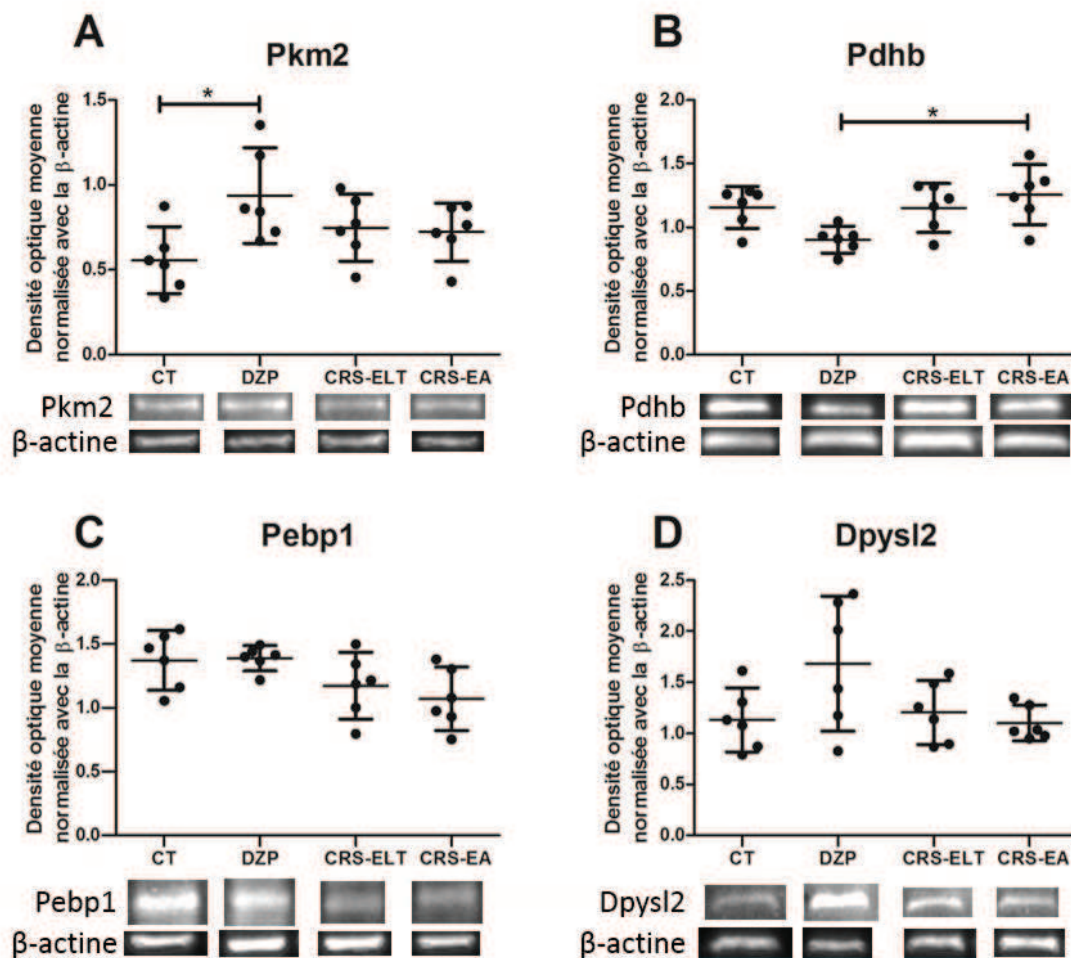 A
Pkm2
Densité optique moyenne
normalisée avec la β-actine
1.5
1.0
0.5
0.0
*
CT DZP CRS-ELT CRS-EA
Pkm2
β-actine
B
Pdhb
Densité optique moyenne
normalisée avec la β-actine
2.0
1.5
1.0
0.5
0.0
*
CT DZP CRS-ELT CRS-EA
Pdhb
β-actine
C
Pebp1
Densité optique moyenne
normalisée avec la β-actine
2.0
1.5
1.0
0.5
0.0
CT DZP CRS-ELT CRS-EA
Pebp1
β-actine
D
Dpysl2
Densité optique moyenne
normalisée avec la β-actine
2.5
2.0
1.5
1.0
0.5
0.0
CT DZP CRS-ELT CRS-EA
Dpysl2
β-actine